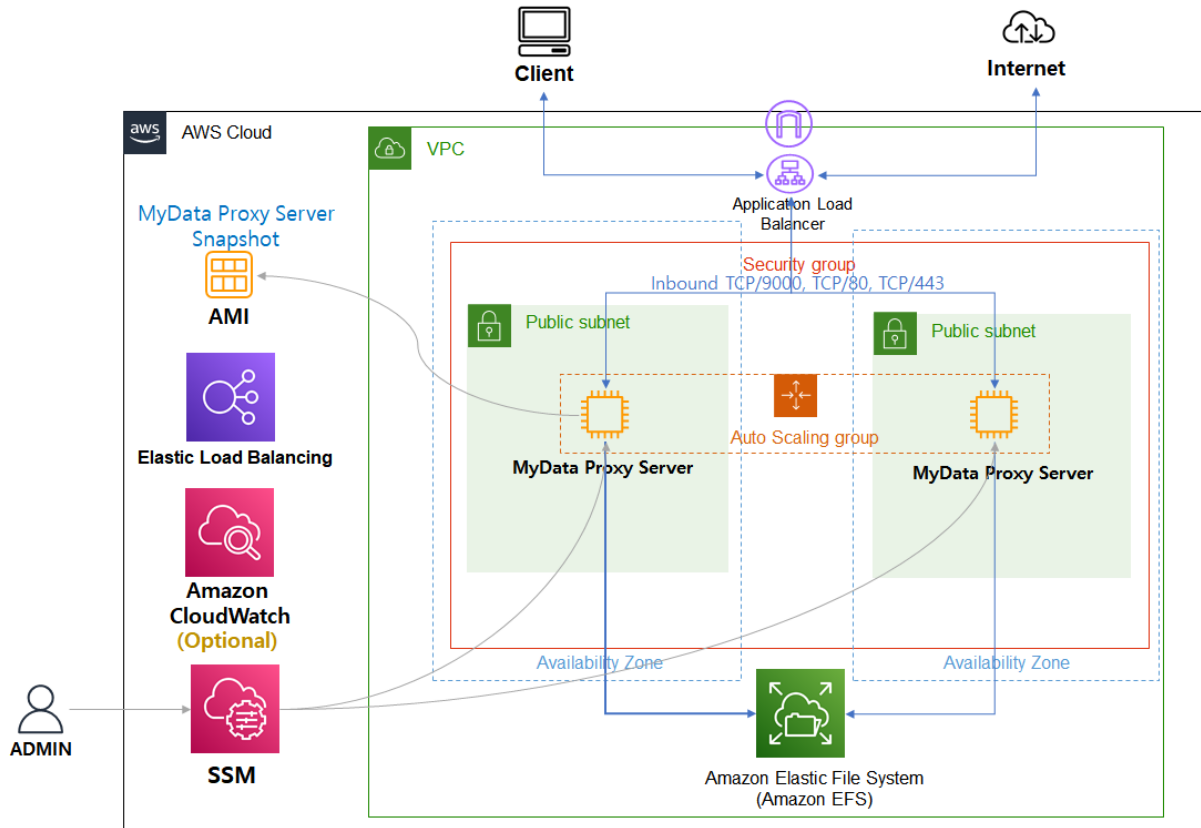 Client
Internet
aws
AWS Cloud
VPC
Application Load
Balancer
MyData Proxy Server
Snapshot
AMI
Security group
Inbound TCP/9000, TCP/80, TCP/443
Public subnet
Public subnet
Auto Scaling group
MyData Proxy Server
MyData Proxy Server
Elastic Load Balancing
Amazon
CloudWatch
(Optional)
Availability Zone
Availability Zone
ADMIN
SSM
Amazon Elastic File System
(Amazon EFS)